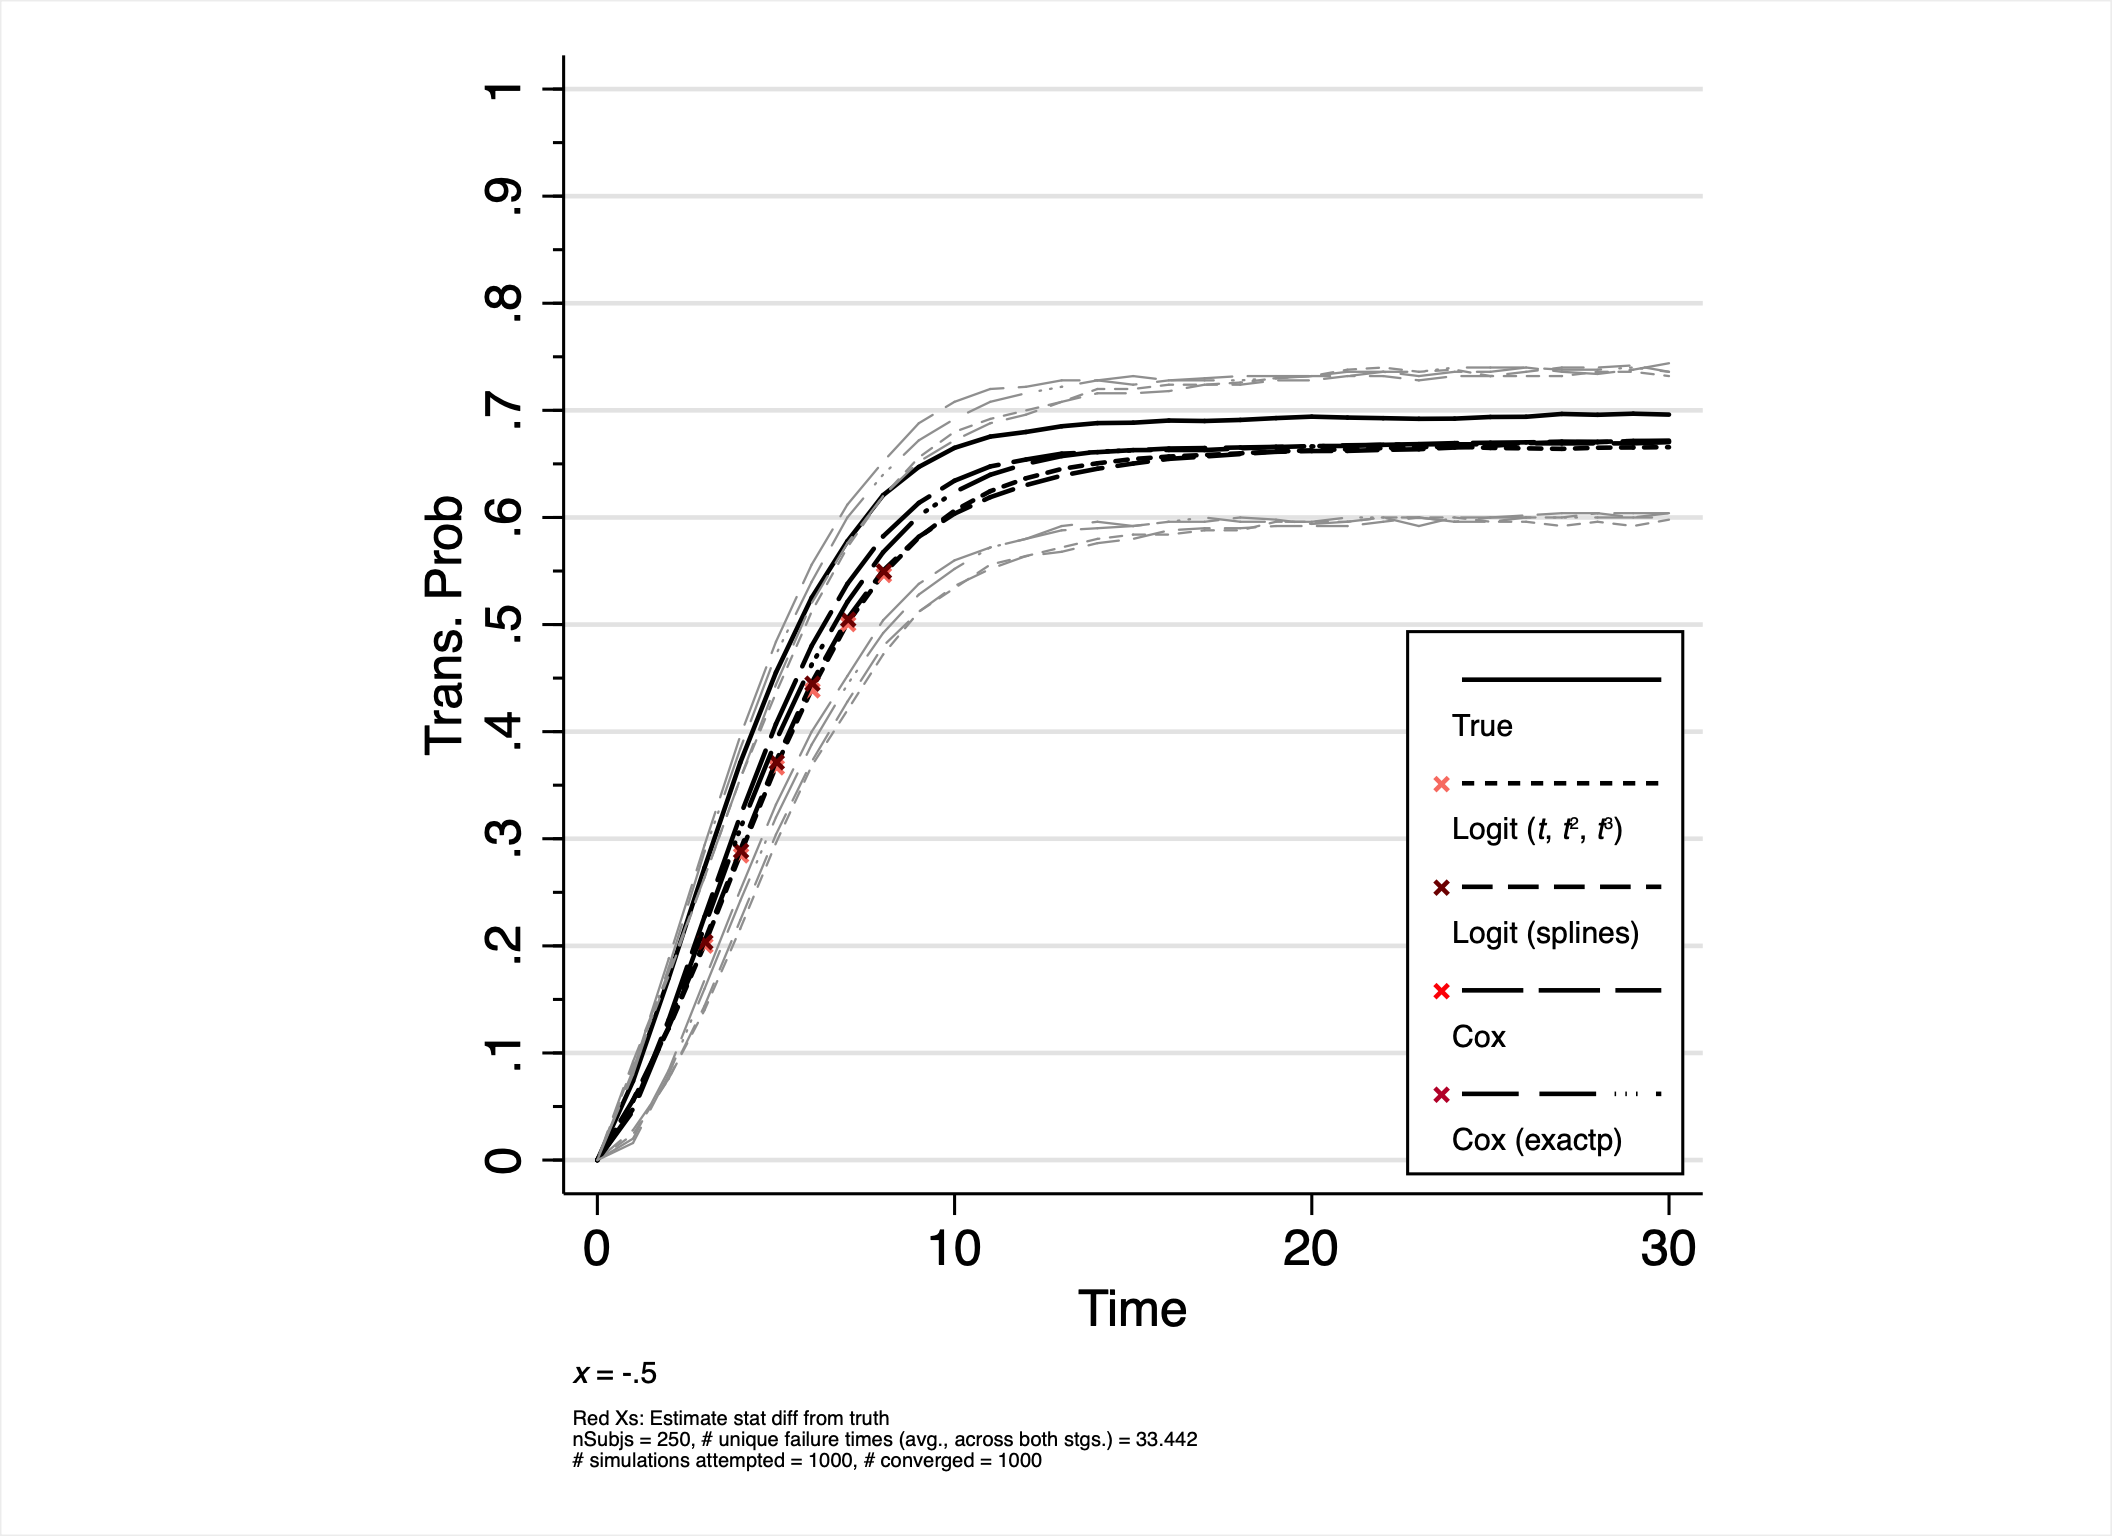 Trans. Prob
1
.9
.8
.7
.6
.5
.4
.3
.2
.1
0
True
Logit (t, t², t³)
Logit (splines)
Cox
Cox (exactp)
0 10 20 30
Time
x = -.5
Red Xs: Estimate stat diff from truth
nSubjs = 250, # unique failure times (avg., across both stgs.) = 33.442
# simulations attempted = 1000, # converged = 1000